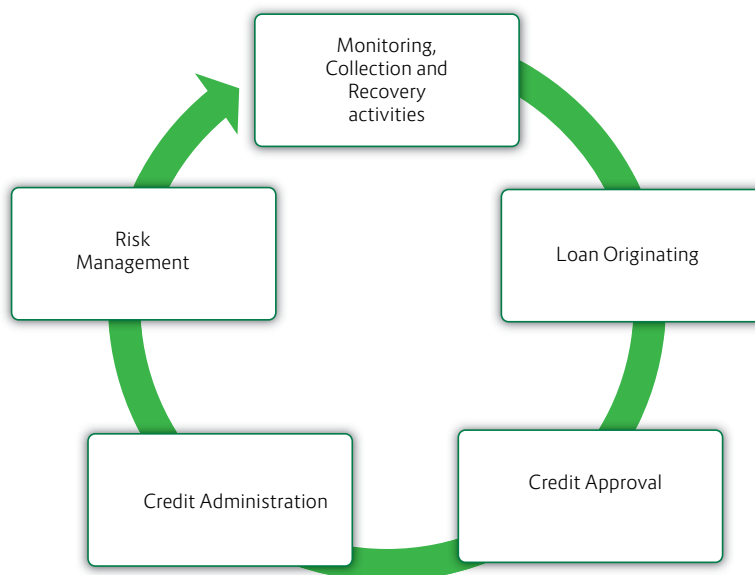 Monitoring,
Collection and
Recovery
activities
Loan Originating
Credit Approval
Credit Administration
Risk
Management